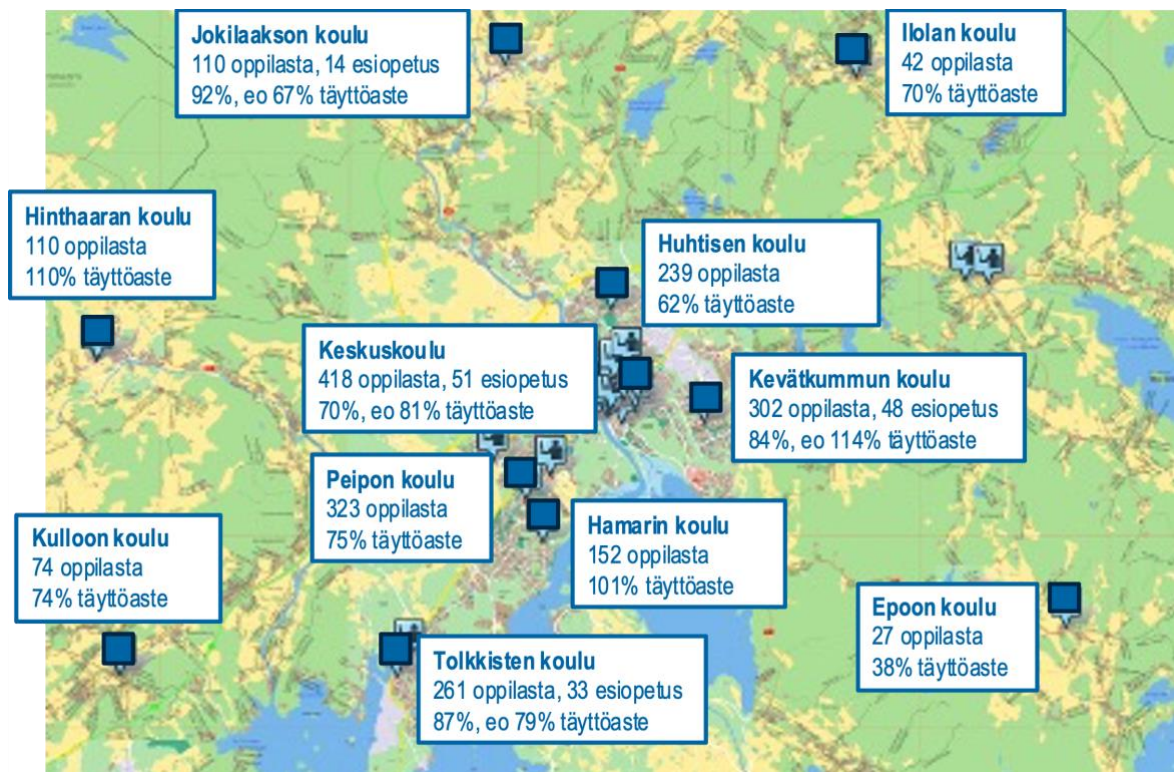 Jokilaakson koulu
110 oppilasta, 14 esiopetus
92%, eo 67% täyttöaste
Ilolan koulu
42 oppilasta
70% täyttöaste
Hinthaaran koulu
110 oppilasta
110% täyttöaste
Huhtisen koulu
239 oppilasta
62% täyttöaste
Keskuskoulu
418 oppilasta, 51 esiopetus
70%, eo 81% täyttöaste
Kevätkummun koulu
302 oppilasta, 48 esiopetus
84%, eo 114% täyttöaste
Peipon koulu
323 oppilasta
75% täyttöaste
Hamarin koulu
152 oppilasta
101% täyttöaste
Kulloon koulu
74 oppilasta
74% täyttöaste
Epoon koulu
27 oppilasta
38% täyttöaste
Tolkkisten koulu
261 oppilasta, 33 esiopetus
87%, eo 79% täyttöaste